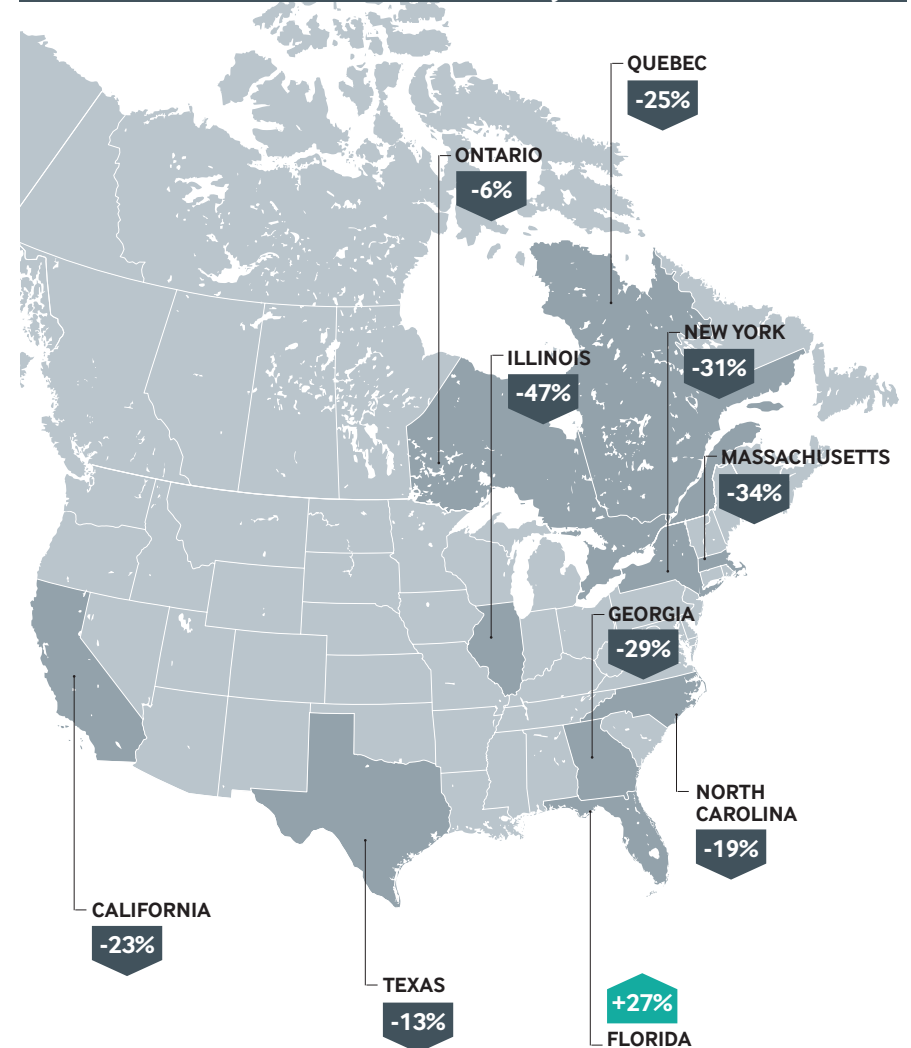 QUEBEC
-25%
ONTARIO
-6%
NEW YORK
-31%
ILLINOIS
-47%
MASSACHUSETTS
-34%
GEORGIA
-29%
NORTH
CAROLINA
-19%
CALIFORNIA
-23%
TEXAS
-13%
+27%
FLORIDA